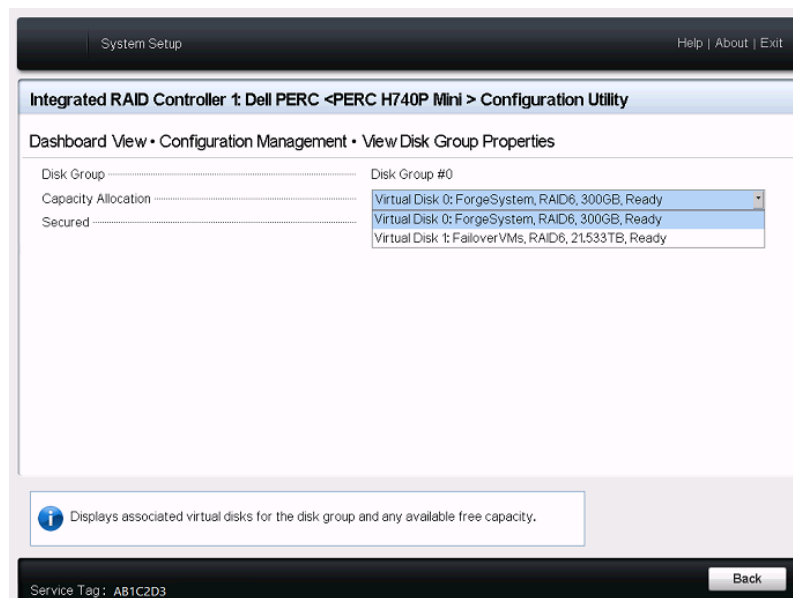 System Setup
Help | About | Exit
Integrated RAID Controller 1: Dell PERC <PERC H740P Mini > Configuration Utility
Dashboard View • Configuration Management • View Disk Group Properties
Disk Group Disk Group #0
Capacity Allocation Virtual Disk 0: ForgeSystem, RAID6, 300GB, Ready
Virtual Disk 0: ForgeSystem, RAID6, 300GB, Ready
Secured
Virtual Disk 1: FailoverVMs, RAID6, 21.533TB, Ready
Displays associated virtual disks for the disk group and any available free capacity.
Back
Service Tag: AB1C2D3